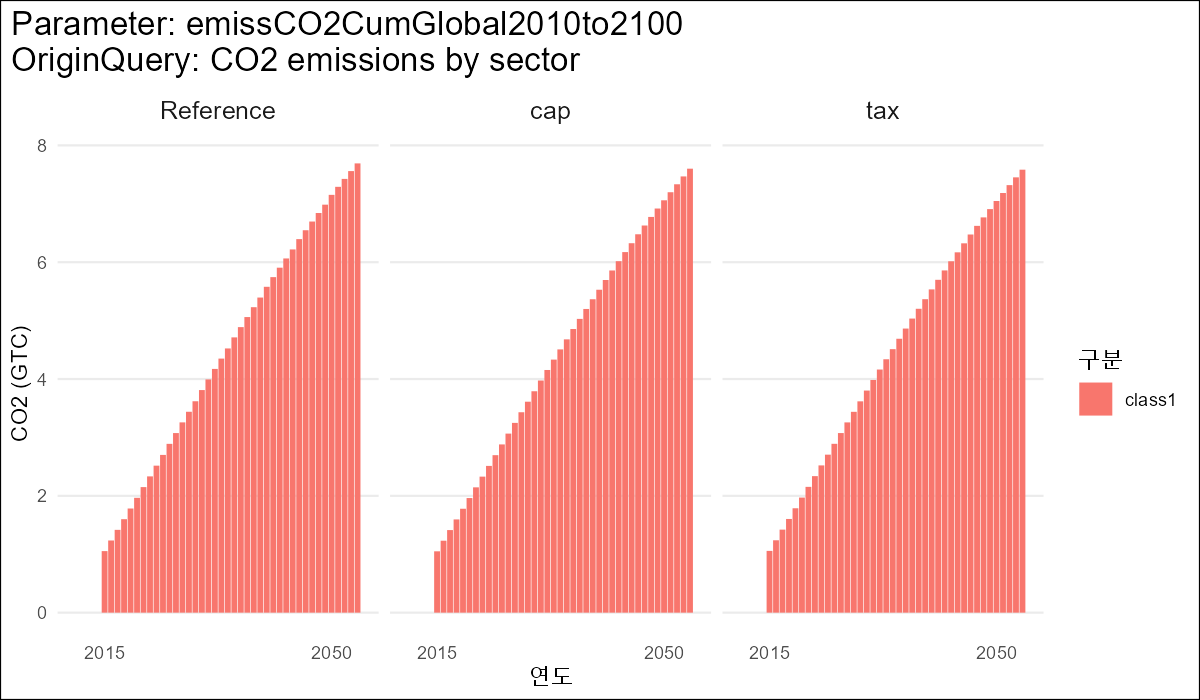 Parameter: emissCO2CumGlobal2010to2100
OriginQuery: CO2 emissions by sector
Reference cap tax
8
6
4
2
0
CO2 (GTC)
2015 2050 2015 2050 2015 2050
연도
구분
class1